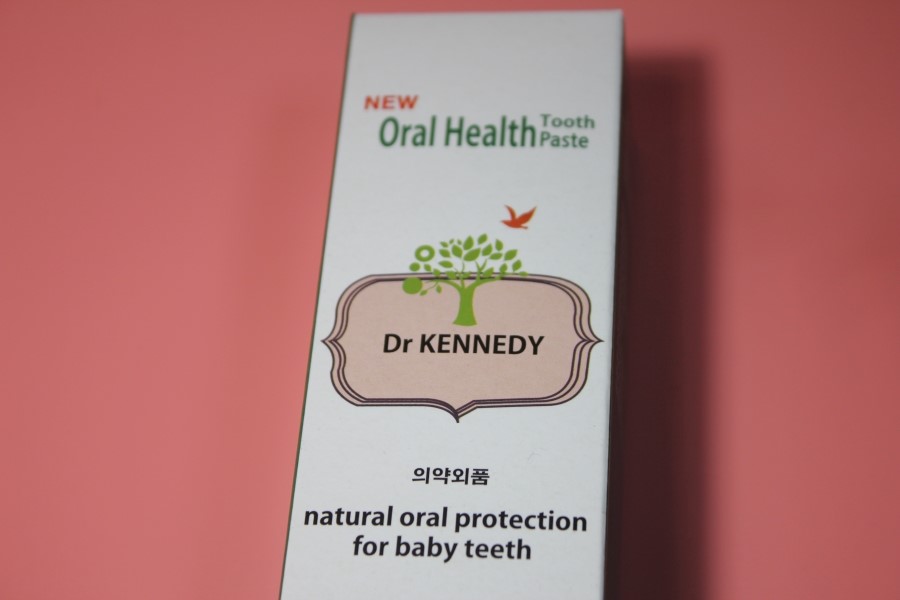 NEW
Oral Health Tooth Paste
Dr KENNEDY
의약외품
natural oral protection
for baby teeth